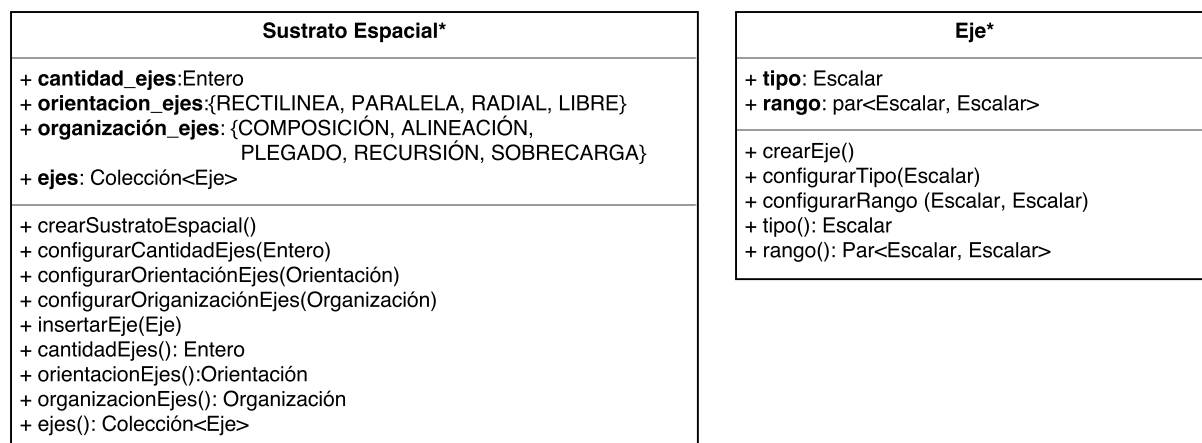 Sustrato Espacial*
+ cantidad_ejes:Entero
+ orientacion_ejes:{RECTILINEA, PARALELA, RADIAL, LIBRE}
+ organización_ejes: {COMPOSICIÓN, ALINEACIÓN,
PLEGADO, RECURSIÓN, SOBRECARGA}
+ ejes: Colección<Eje>
+ crearSustratoEspacial()
+ configurarCantidadEjes(Entero)
+ configurarOrientaciónEjes(Orientación)
+ configurarOriganizaciónEjes(Organización)
+ insertarEje(Eje)
+ cantidadEjes(): Entero
+ orientacionEjes():Orientación
+ organizacionEjes(): Organización
+ ejes(): Colección<Eje>
Eje*
+ tipo: Escalar
+ rango: par<Escalar, Escalar>
+ crearEje()
+ configurarTipo(Escalar)
+ configurarRango (Escalar, Escalar)
+ tipo(): Escalar
+ rango(): Par<Escalar, Escalar>